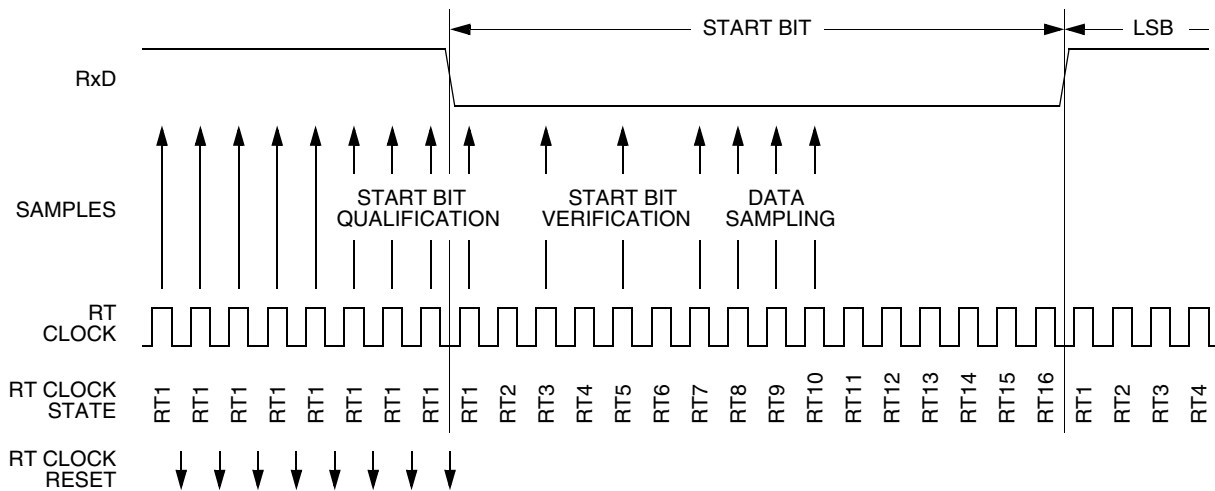 START BIT
LSB
RxD
SAMPLES
START BIT
QUALIFICATION
START BIT
VERIFICATION
DATA
SAMPLING
RT
CLOCK
RT CLOCK
STATE
RT1 RT1 RT1 RT1 RT1 RT1 RT1 RT1 RT1 RT2 RT3 RT4 RT5 RT6 RT7 RT8 RT9 RT10 RT11 RT12 RT13 RT14 RT15 RT16 RT1 RT2 RT3 RT4
RT CLOCK
RESET